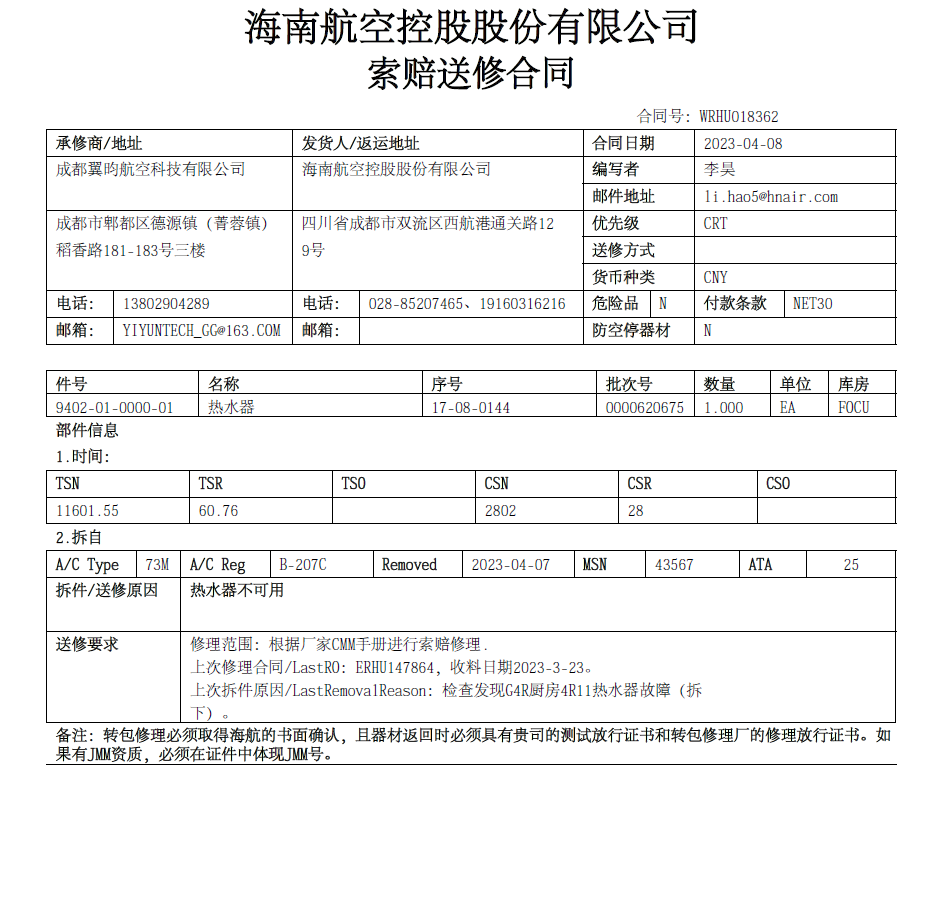 海南航空控股股份有限公司
索赔送修合同
合同号: WRHU018362
承修商/地址 发货人/返运地址 合同日期 2023-04-08
成都翼昀航空科技有限公司 海南航空控股股份有限公司 编写者 李昊
邮件地址 li.hao5@hnair.com
成都市郫都区德源镇（菁蓉镇） 四川省成都市双流区西航港通关路12 优先级 CRT
稻香路181-183号三楼 9号 送修方式
货币种类 CNY
电话: 13802904289 电话: 028-85207465、19160316216 危险品 N 付款条款 NET30
邮箱: YIYUNTECH_GG@163.COM 邮箱: 防空停器材 N
件号 名称 序号 批次号 数量 单位 库房
9402-01-0000-01 热水器 17-08-0144 0000620675 1.000 EA FOCU
部件信息
1.时间:
TSN TSR TSO CSN CSR CSO
11601.55 60.76 2802 28
2.拆自
A/C Type 73M A/C Reg B-207C Removed 2023-04-07 MSN 43567 ATA 25
拆件/送修原因 热水器不可用
送修要求 修理范围: 根据厂家CMM手册进行索赔修理.
上次修理合同/LastRO: ERHU147864, 收料日期2023-3-23。
上次拆件原因/LastRemovalReason: 检查发现G4R厨房4R11热水器故障（拆
下）。
备注: 转包修理必须取得海航的书面确认, 且器材返回时必须具有贵司的测试放行证书和转包修理厂的修理放行证书。如
果有JMM资质, 必须在证件中体现JMM号。